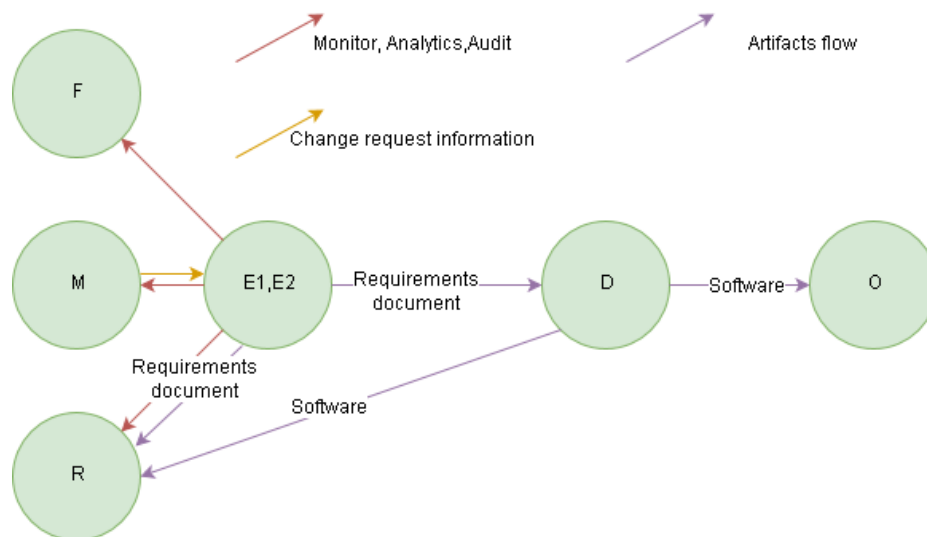 Monitor, Analytics,Audit
Artifacts flow
F
Change request information
M
E1,E2
Requirements
document
D
Software
O
Requirements
document
Software
R